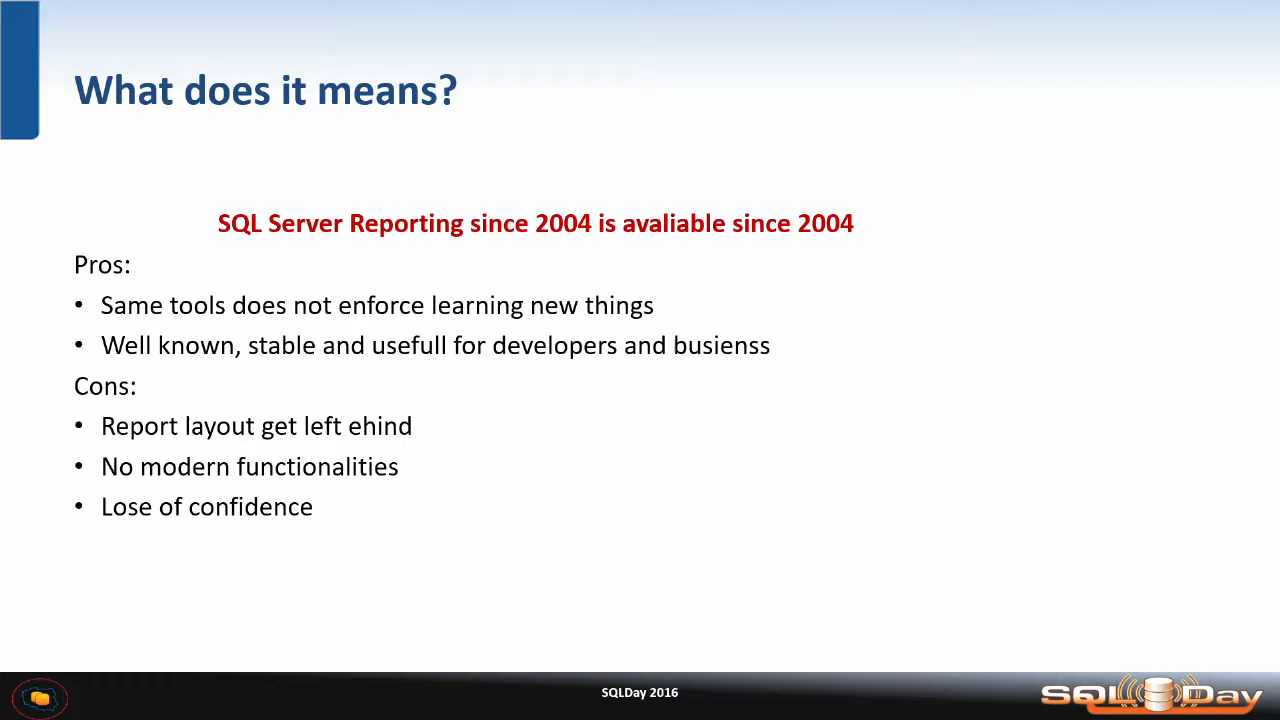 What does it means?
SQL Server Reporting since 2004 is avaliable since 2004
Pros:
• Same tools does not enforce learning new things
• Well known, stable and usefull for developers and busienss
Cons:
• Report layout get left ehind
• No modern functionalities
• Lose of confidence
SQLDay 2016
SQL Day